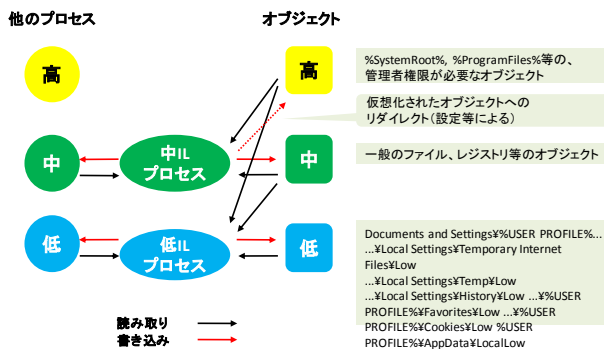 他のプロセス
オブジェクト
高
高
%SystemRoot%, %ProgramFiles%等の、
管理者権限が必要なオブジェクト
仮想化されたオブジェクトへの
リダイレクト(設定等による)
中
中IL
プロセス
中
一般のファイル、レジストリ等のオブジェクト
低
低IL
プロセス
低
Documents and Settings¥%USER PROFILE%...
...¥Local Settings¥Temporary Internet
Files¥Low
...¥Local Settings¥Temp¥Low
...¥Local Settings¥History¥Low ...¥%USER
PROFILE%¥Favorites¥Low ...¥%USER
PROFILE%¥Cookies¥Low %USER
PROFILE%¥AppData¥LocalLow
読み取り
書き込み